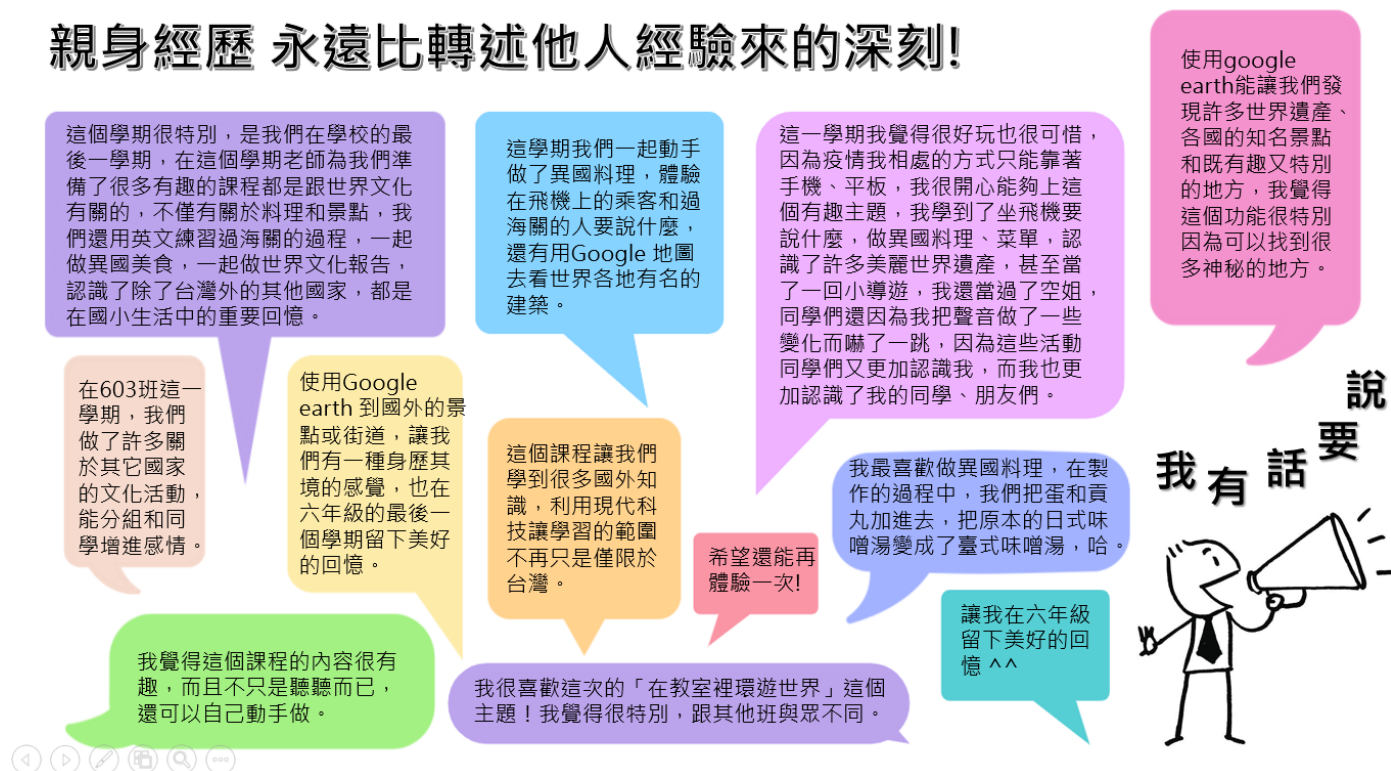 親身經歷 永遠比轉述他人經驗來的深刻!
這個學期很特別，是我們在學校的最
後一學期，在這個學期老師為我們準
備了很多有趣的課程都是跟世界文化
有關的，不僅有關於料理和景點，我
們還用英文練習過海關的過程，一起
做異國美食，一起做世界文化報告，
認識了除了台灣外的其他國家，都是
在國小生活中的重要回憶。
這學期我們一起動手
做了異國料理，體驗
在飛機上的乘客和過
海關的人要說什麼，
還有用Google 地圖
去看世界各地有名的
建築。
這一學期我覺得很好玩也很可惜，
因為疫情我相處的方式只能靠著
手機、平板，我很開心能夠上這
個有趣主題，我學到了坐飛機要
說什麼，做異國料理、菜單，認
識了許多美麗世界遺產，甚至當
了一回小導遊，我還當過了空姐，
同學們還因為我把聲音做了一些
變化而嚇了一跳，因為這些活動
同學們又更加認識我，而我也更
加認識了我的同學、朋友們。
使用google
earth能讓我們發
現許多世界遺產、
各國的知名景點
和既有趣又特別
的地方，我覺得
這個功能很特別
因為可以找到很
多神秘的地方。
在603班這一
學期，我們
做了許多關
於其它國家
的文化活動，
能分組和同
學增進感情。
使用Google
earth 到國外的景
點或街道，讓我
們有一種身歷其
境的感覺，也在
六年級的最後一
個學期留下美好
的回憶。
這個課程讓我們
學到很多國外知
識，利用現代科
技讓學習的範圍
不再只是僅限於
台灣。
希望還能再
體驗一次!
我最喜歡做異國料理，在製
作的過程中，我們把蛋和貢
丸加進去，把原本的日式味
噌湯變成了臺式味噌湯，哈。
我有話要說
讓我在六年級
留下美好的回
憶 ^^
我覺得這個課程的內容很有
趣，而且不只是聽聽而已，
還可以自己動手做。
我很喜歡這次的「在教室裡環遊世界」這個
主題！我覺得很特別，跟其他班與眾不同。